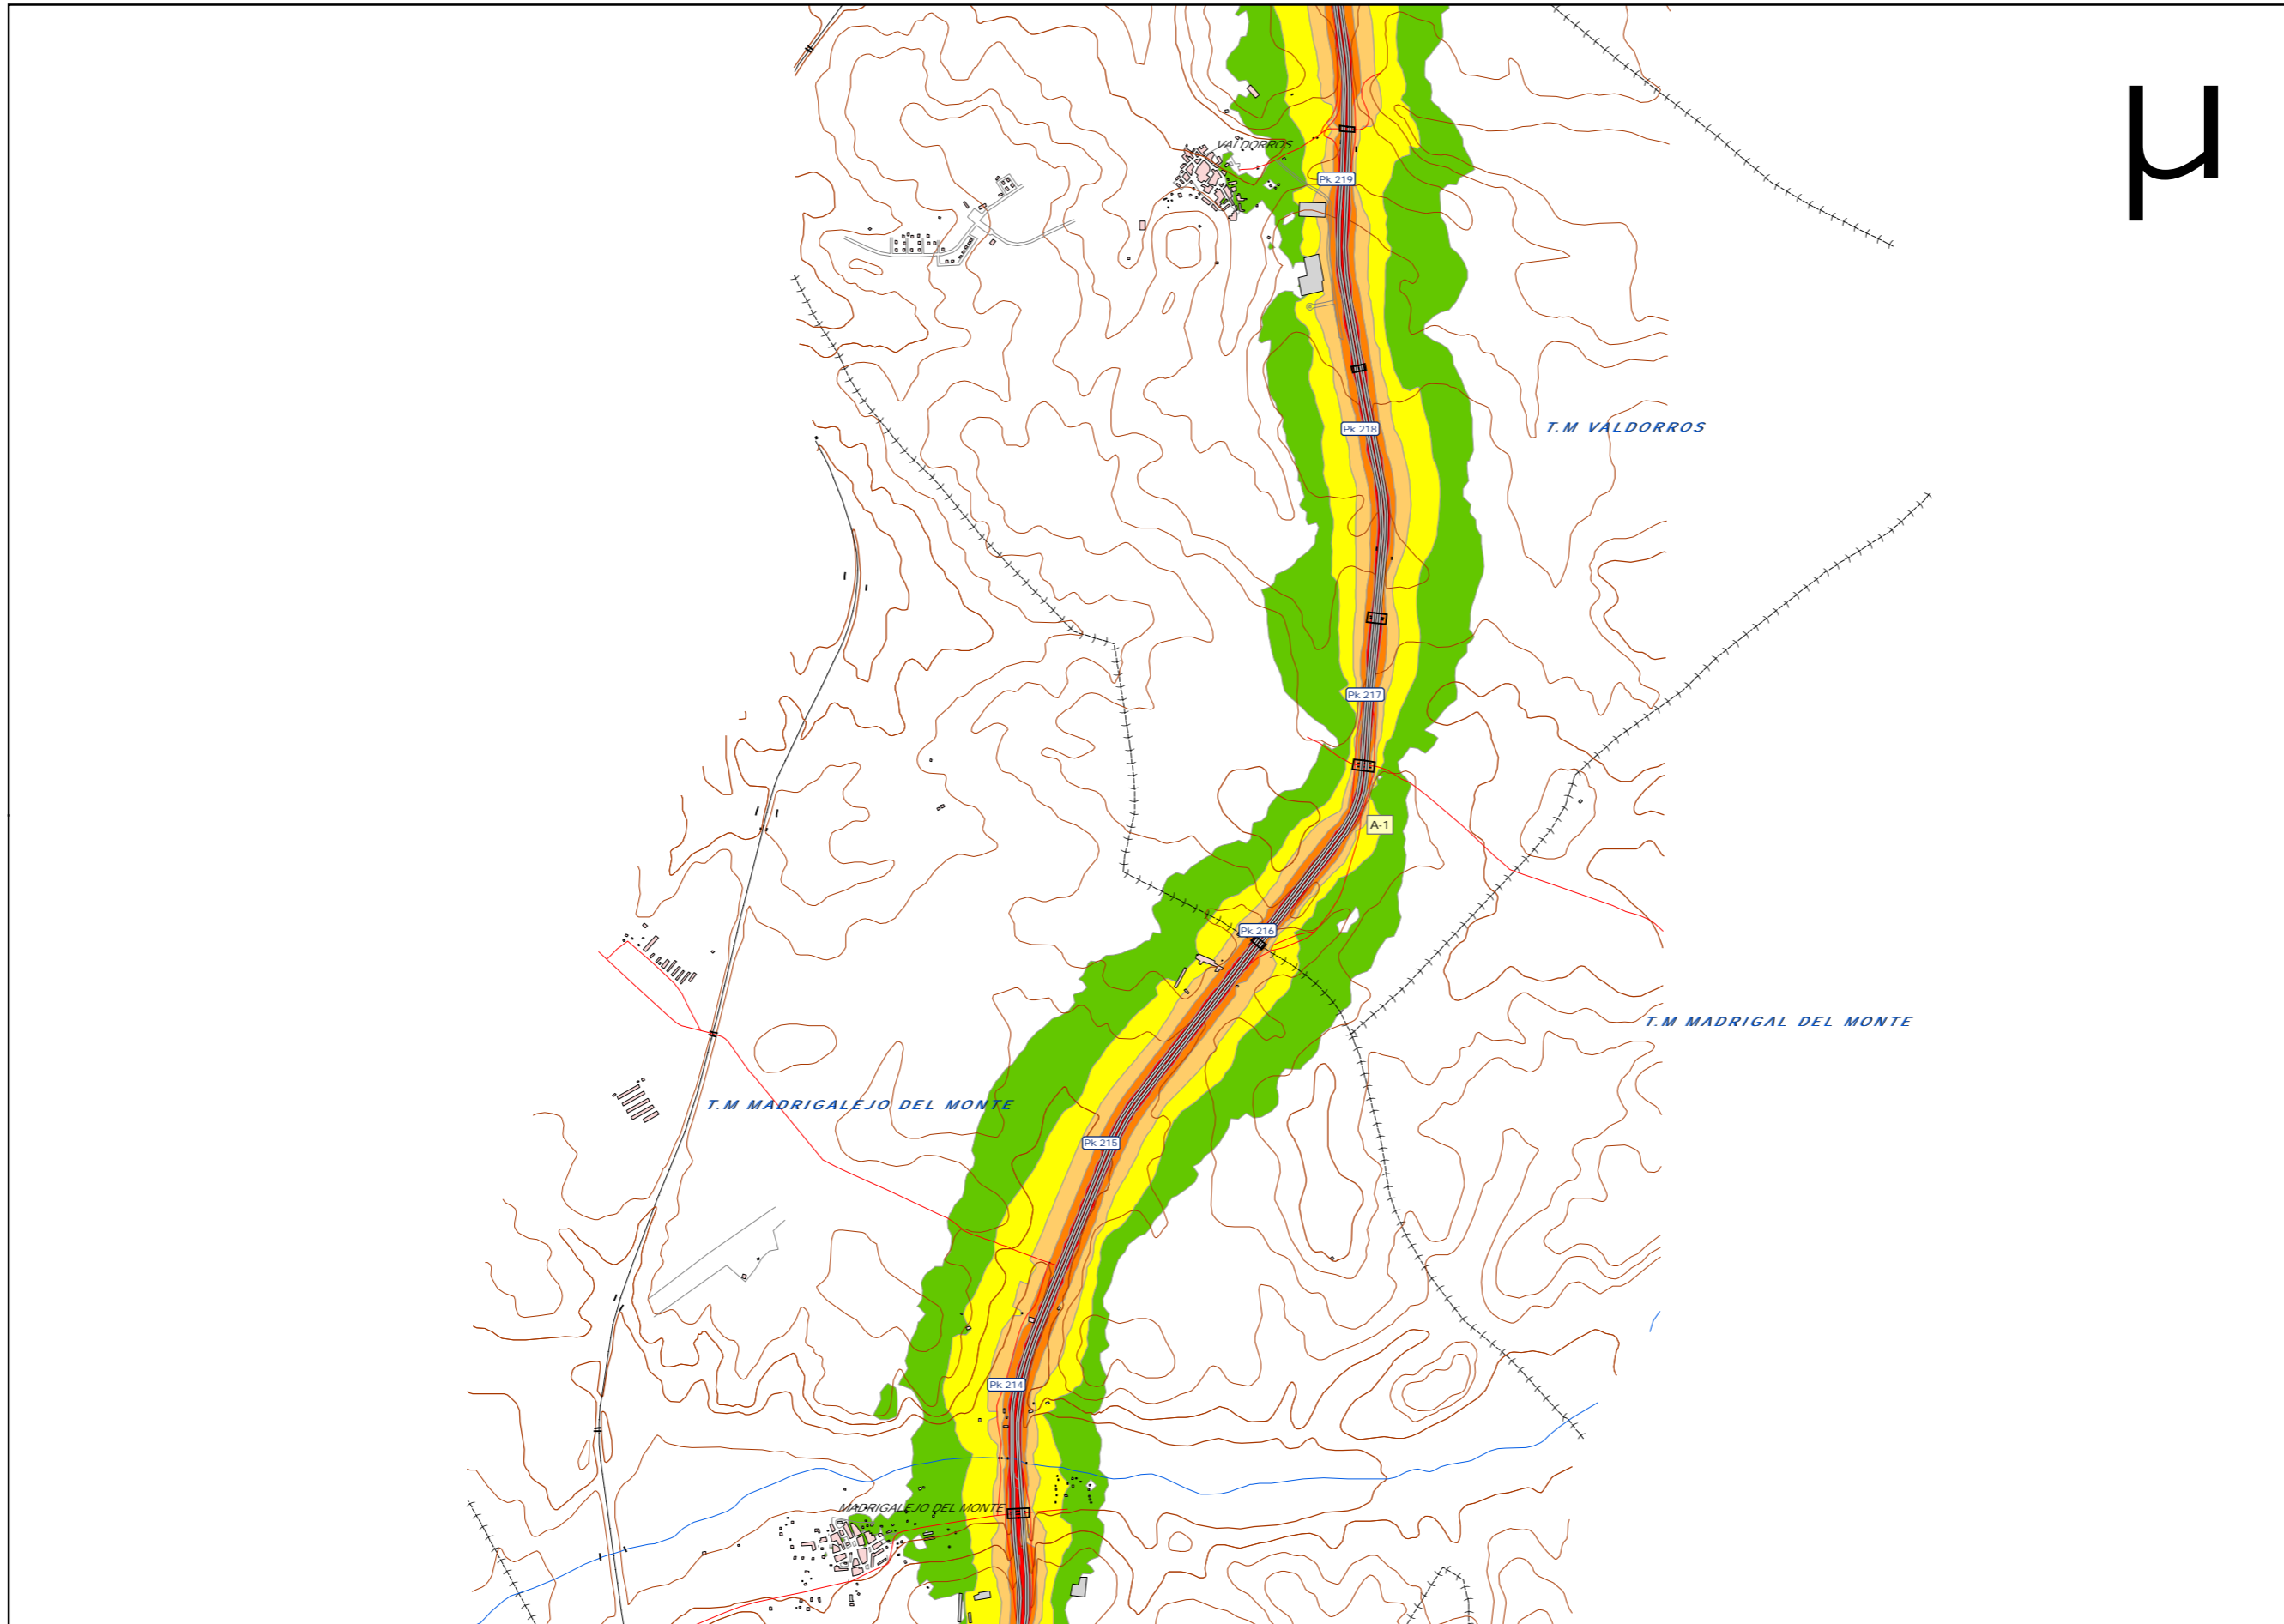 µ
VALDORROS
Pk 219
Pk 218
T.M VALDORROS
Pk 217
A-1
Pk 216
T.M MADRIGAL DEL MONTE
T.M MADRIGALEJO DEL MONTE
Pk 215
Pk 214
MADRIGALEJO DEL MONTE